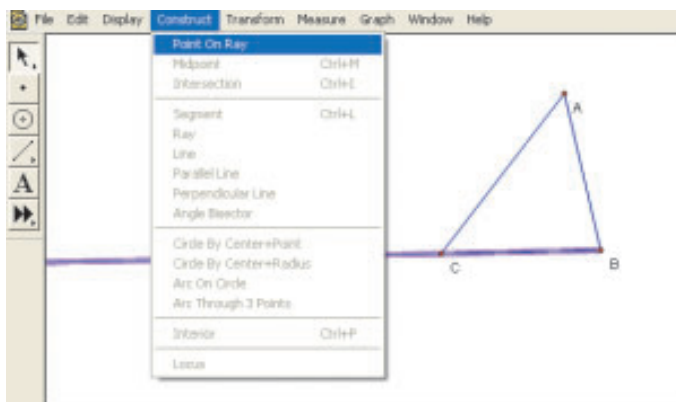 File Edit Display Construct Transform Measure Graph Window Help
Point On Ray
Midpoint Ctrl+M
Intersection Ctrl+I
Segment Ctrl+L
Ray
Line
Parallel Line
Perpendicular Line
Angle Bisector
Circle By Center+Point
Circle By Center+Radius
Arc On Circle
Arc Through 3 Points
Interior Ctrl+P
Locus
A
A
C
B